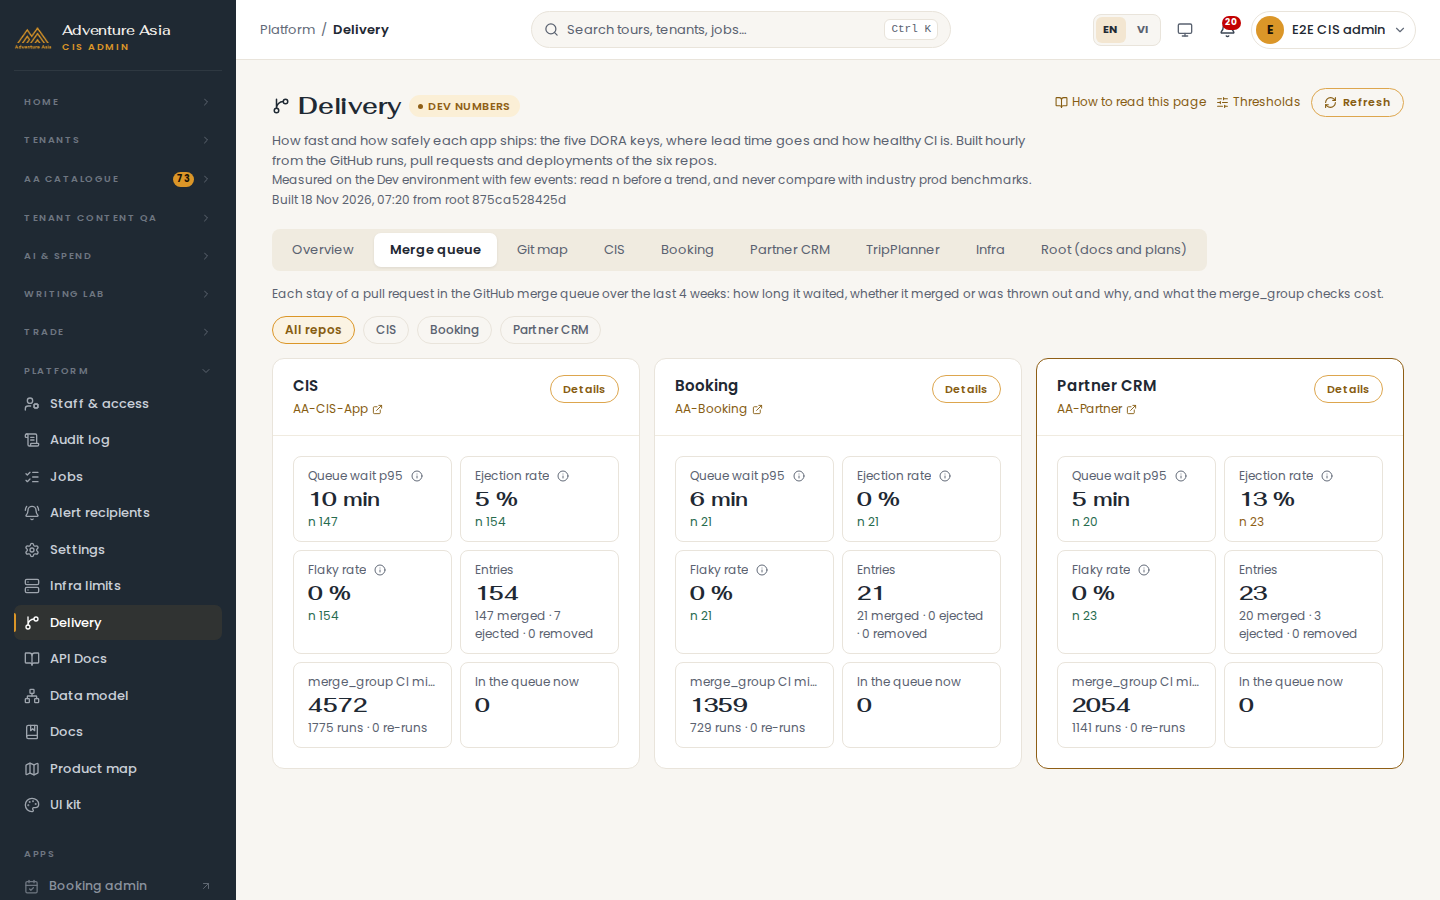 Adventure Asia
CIS ADMIN
Adventure Asia
HOME
TENANTS
AA CATALOGUE 73
TENANT CONTENT QA
AI & SPEND
WRITING LAB
TRADE
PLATFORM
Staff & access
Audit log
Jobs
Alert recipients
Settings
Infra limits
Delivery
API Docs
Data model
Docs
Product map
UI kit
APPS
Booking admin
Platform / Delivery
Search tours, tenants, jobs… Ctrl K
EN VI
20
E E2E CIS admin
Delivery DEV NUMBERS
How to read this page Thresholds Refresh
How fast and how safely each app ships: the five DORA keys, where lead time goes and how healthy CI is. Built hourly
from the GitHub runs, pull requests and deployments of the six repos.
Measured on the Dev environment with few events: read n before a trend, and never compare with industry prod benchmarks.
Built 18 Nov 2026, 07:20 from root 875ca528425d
Overview Merge queue Git map CIS Booking Partner CRM TripPlanner Infra Root (docs and plans)
Each stay of a pull request in the GitHub merge queue over the last 4 weeks: how long it waited, whether it merged or was thrown out and why, and what the merge_group checks cost.
All repos CIS Booking Partner CRM
CIS Details
AA-CIS-App
Queue wait p95
10 min
n 147
Ejection rate
5 %
n 154
Flaky rate
0 %
n 154
Entries
154
147 merged · 7
ejected · 0 removed
merge_group CI mi…
4572
1775 runs · 0 re-runs
In the queue now
0
Booking Details
AA-Booking
Queue wait p95
6 min
n 21
Ejection rate
0 %
n 21
Flaky rate
0 %
n 21
Entries
21
21 merged · 0 ejected
· 0 removed
merge_group CI mi…
1359
729 runs · 0 re-runs
In the queue now
0
Partner CRM Details
AA-Partner
Queue wait p95
5 min
n 20
Ejection rate
13 %
n 23
Flaky rate
0 %
n 23
Entries
23
20 merged · 3
ejected · 0 removed
merge_group CI mi…
2054
1141 runs · 0 re-runs
In the queue now
0